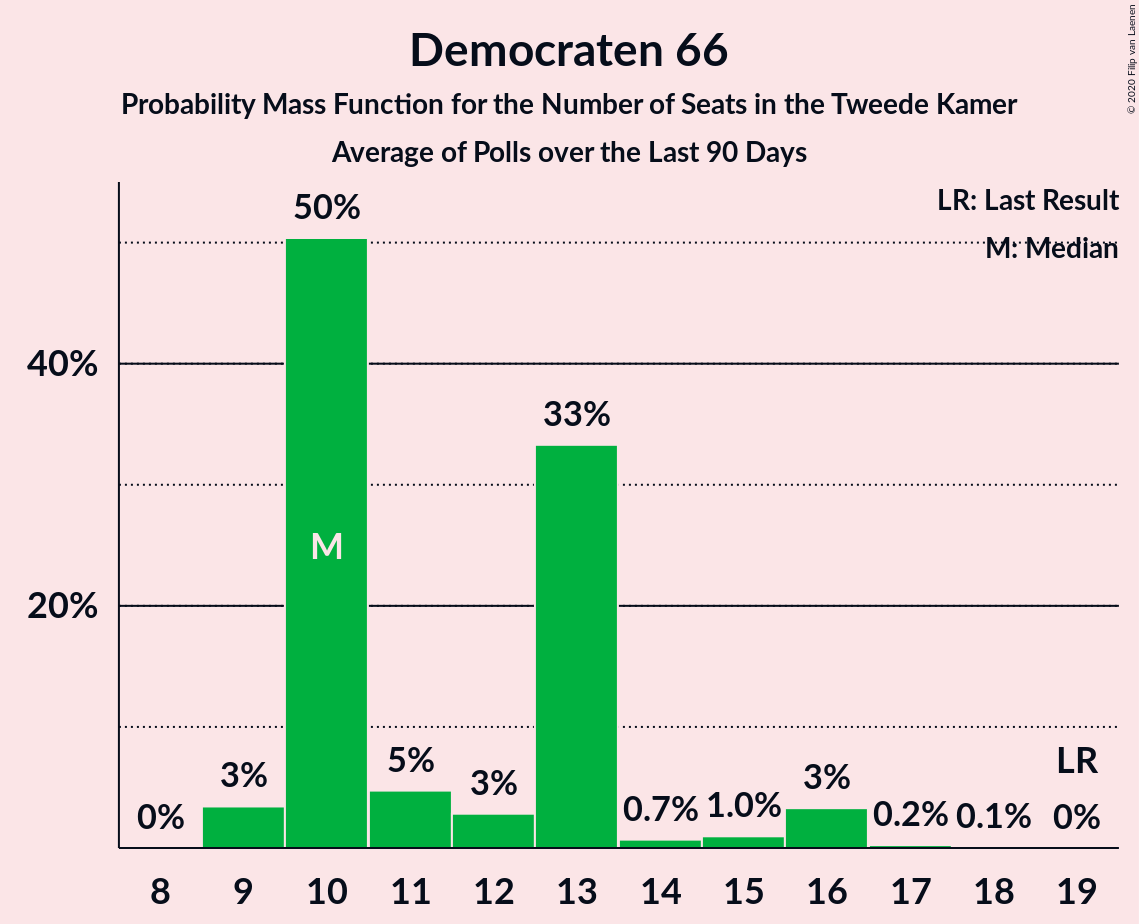 Democraten 66
Probability Mass Function for the Number of Seats in the Tweede Kamer
Average of Polls over the Last 90 Days
© 2020 Filip van Laenen
LR: Last Result
M: Median
50%
40%
33%
M
20%
LR
0% 3% 5% 3% 0.7% 1.0% 3% 0.2% 0.1% 0%
8 9 10 11 12 13 14 15 16 17 18 19